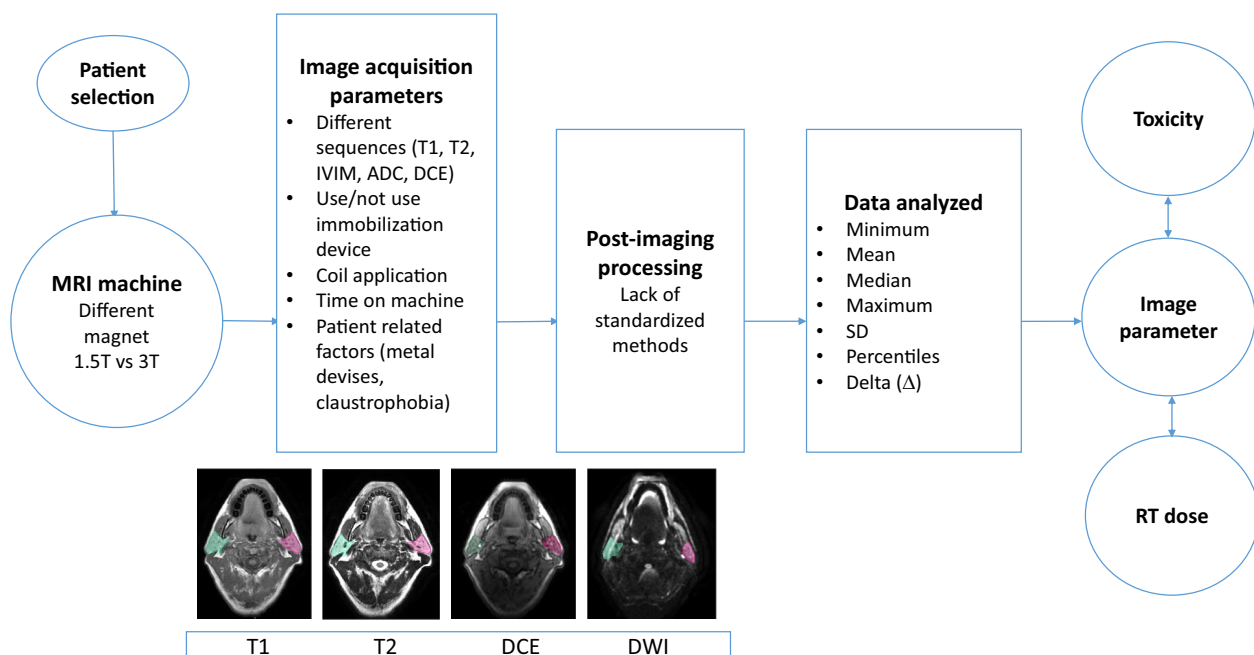 Patient
selection
MRI machine
Different
magnet
1.5T vs 3T
Image acquisition
parameters
• Different
sequences (T1, T2,
IVIM, ADC, DCE)
• Use/not use
immobilization
device
• Coil application
• Time on machine
• Patient related
factors (metal
devises,
claustrophobia)
Post-imaging
processing
Lack of
standardized
methods
Data analyzed
• Minimum
• Mean
• Median
• Maximum
• SD
• Percentiles
• Delta (Δ)
Toxicity
Image
parameter
RT dose
T1 T2 DCE DWI